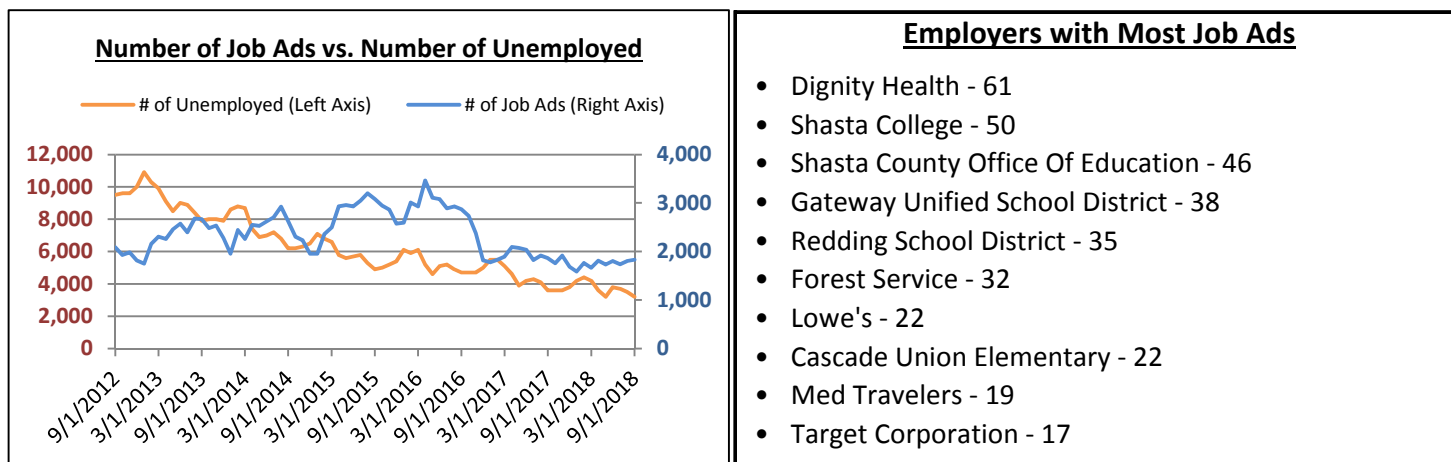 Number of Job Ads vs. Number of Unemployed
# of Unemployed (Left Axis)
# of Job Ads (Right Axis)
12,000
10,000
8,000
6,000
4,000
2,000
0
4,000
3,000
2,000
1,000
0
9/1/2012
3/1/2013
9/1/2013
3/1/2014
9/1/2014
3/1/2015
9/1/2015
3/1/2016
9/1/2016
3/1/2017
9/1/2017
3/1/2018
9/1/2018
Employers with Most Job Ads
• Dignity Health - 61
• Shasta College - 50
• Shasta County Office Of Education - 46
• Gateway Unified School District - 38
• Redding School District - 35
• Forest Service - 32
• Lowe's - 22
• Cascade Union Elementary - 22
• Med Travelers - 19
• Target Corporation - 17